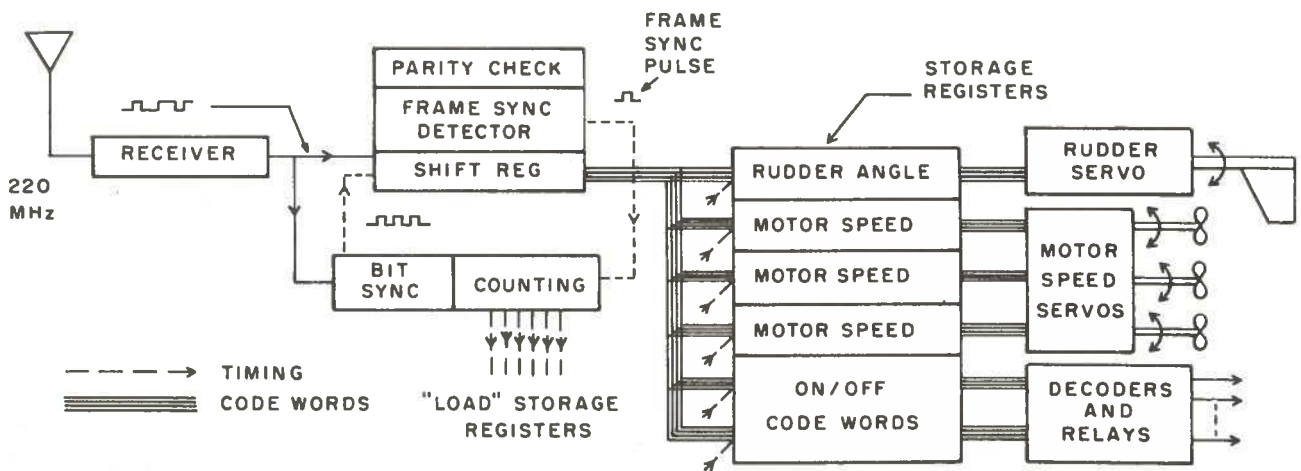 FRAME
SYNC
PULSE
PARITY CHECK
FRAME SYNC
DETECTOR
SHIFT REG
RECEIVER
220
MHz
BIT
SYNC
COUNTING
"LOAD" STORAGE
REGISTERS
TIMING
CODE WORDS
STORAGE
REGISTERS
RUDDER ANGLE
MOTOR SPEED
MOTOR SPEED
MOTOR SPEED
ON/OFF
CODE WORDS
RUDDER
SERVO
MOTOR
SPEED
SERVOS
DECODERS
AND
RELAYS